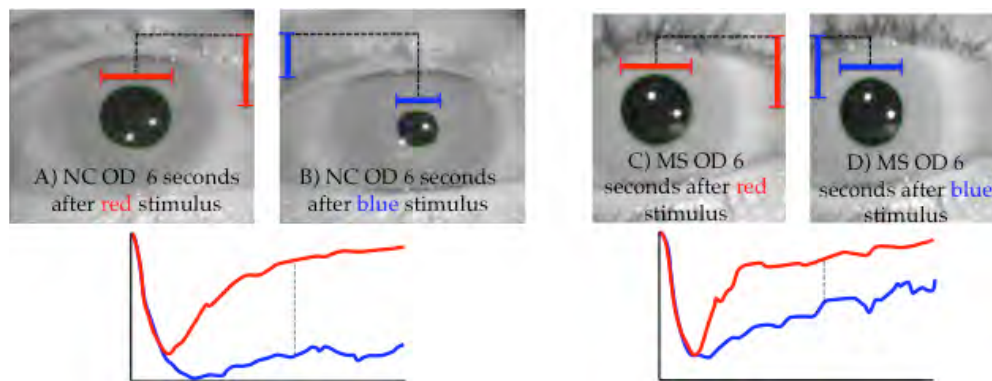 A) NC OD 6 seconds
after red stimulus
B) NC OD 6 seconds
after blue stimulus
C) MS OD 6
seconds after red
stimulus
D) MS OD 6
seconds after blue
stimulus